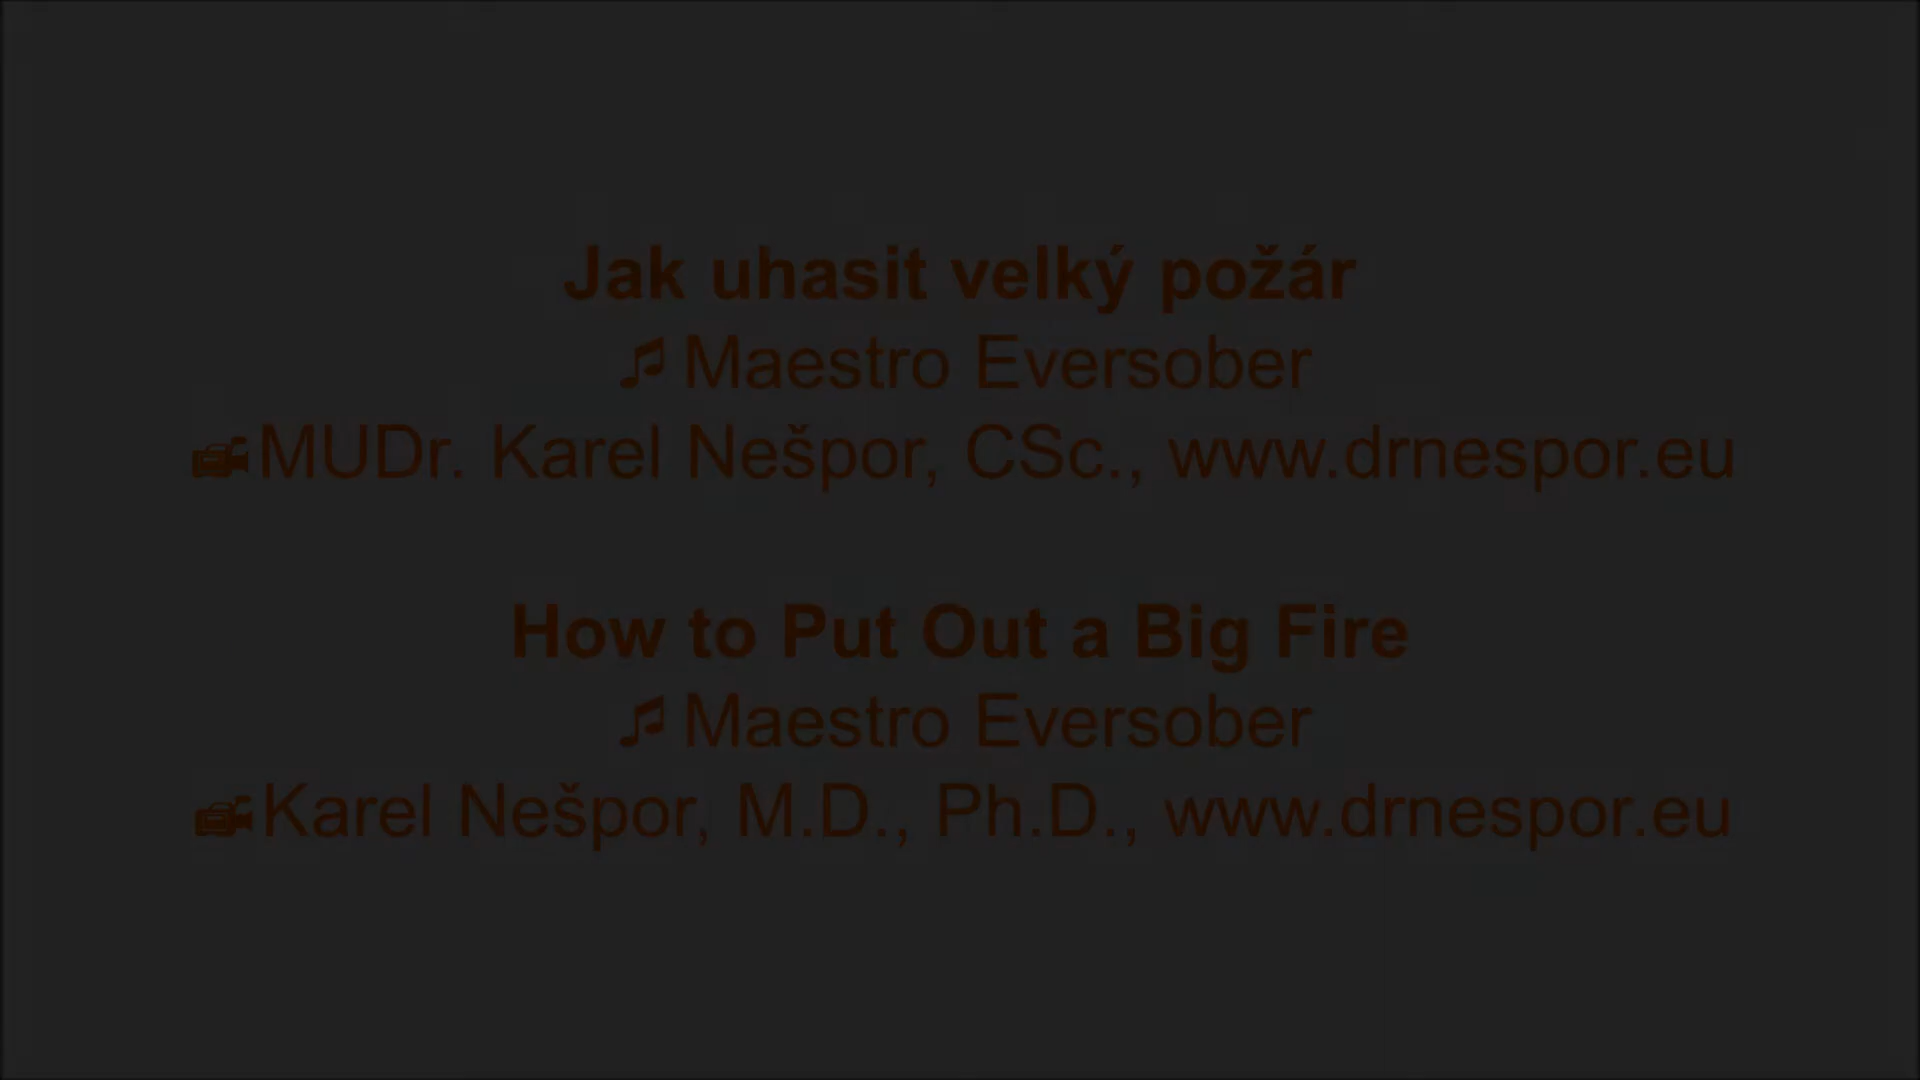 Jak uhasit velký požár
♫ Maestro Eversober
🎥MUDr. Karel Nešpor, CSc., www.drnespor.eu
How to Put Out a Big Fire
♫ Maestro Eversober
🎥Karel Nešpor, M.D., Ph.D., www.drnespor.eu